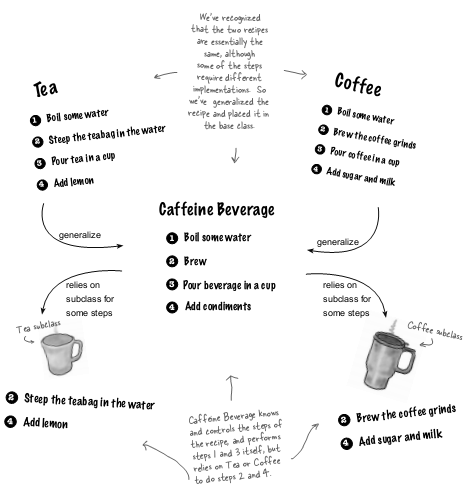 We've recognized
that the two recipes
are essentially the
same, although
some of the steps
require different
implementations. So
we've generalized the
recipe and placed it in
the base class.
Tea
1 Boil some water
2 Steep the teabag in the water
3 Pour tea in a cup
4 Add lemon
Coffee
1 Boil some water
2 Brew the coffee grinds
3 Pour coffee in a cup
4 Add sugar and milk
Caffeine Beverage
1 Boil some water
2 Brew
3 Pour beverage in a cup
4 Add condiments
generalize
generalize
relies on
subclass for
some steps
relies on
subclass for
some steps
Tea subclass
Coffee subclass
2 Steep the teabag in the water
4 Add lemon
2 Brew the coffee grinds
4 Add sugar and milk
Caffeine Beverage knows
and controls the steps of
the recipe, and performs
steps 1 and 3 itself, but
relies on Tea or Coffee
to do steps 2 and 4.